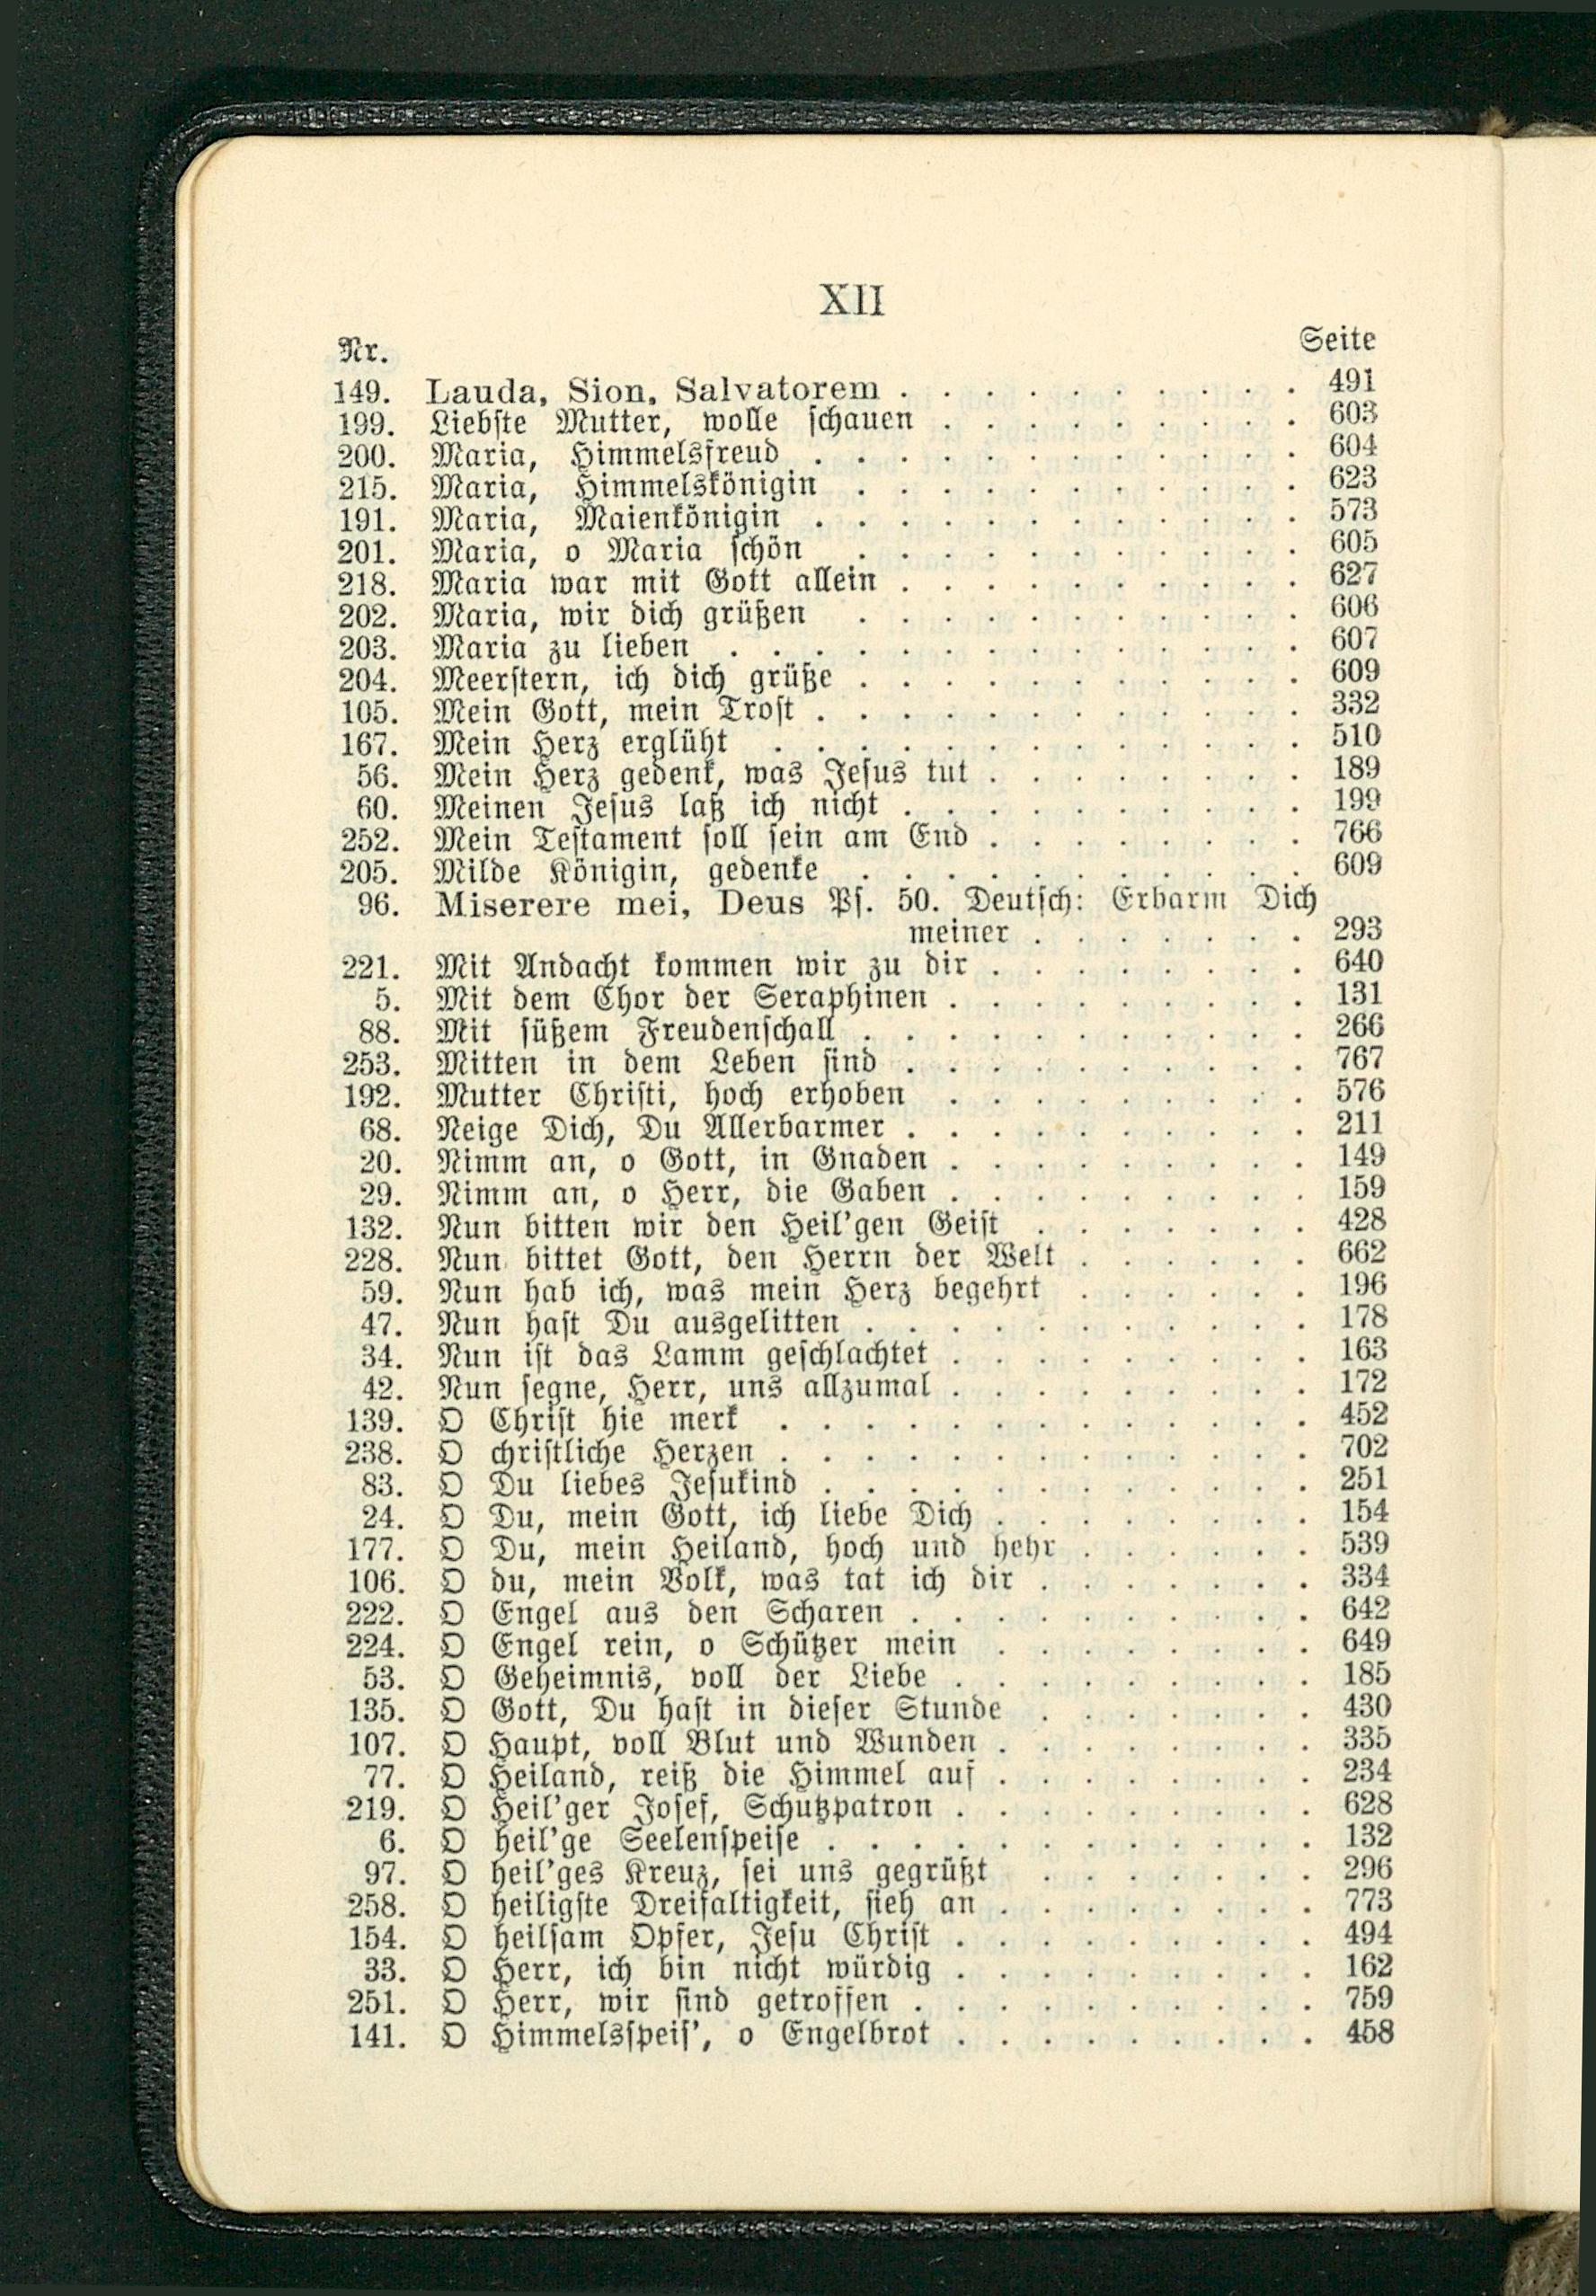 XII
Nr. Seite
149. Lauda, Sion, Salvatorem . . . . . . . . . . 491
199. Liebste Mutter, wolle schauen . . . . . . . . . 603
200. Maria, Himmelsfreud . . . . . . . . . . . . 604
215. Maria, Himmelskönigin . . . . . . . . . . . 623
191. Maria, Maienkönigin . . . . . . . . . . . . 573
201. Maria, o Maria schön . . . . . . . . . . . 605
218. Maria war mit Gott allein . . . . . . . . . . 627
202. Maria, wir dich grüßen . . . . . . . . . . . 606
203. Maria zu lieben . . . . . . . . . . . . . . 607
204. Meerstern, ich dich grüße . . . . . . . . . . . 609
105. Mein Gott, mein Trost . . . . . . . . . . . . 332
167. Mein Herz erglüht . . . . . . . . . . . . . 510
56. Mein Herz gedenk, was Jesus tut . . . . . . . . 189
60. Meinen Jesus laß ich nicht . . . . . . . . . . 199
252. Mein Testament soll sein am End . . . . . . . . 766
205. Milde Königin, gedenke . . . . . . . . . . . 609
96. Miserere mei, Deus Ps. 50. Deutsch: Erbarm Dich
meiner . . . . . . . 293
221. Mit Andacht kommen wir zu dir . . . . . . . . 640
5. Mit dem Chor der Seraphinen . . . . . . . . . 131
88. Mit süßem Freudenschall . . . . . . . . . . . 266
253. Mitten in dem Leben sind . . . . . . . . . . 767
192. Mutter Christi, hoch erhoben . . . . . . . . . 576
68. Neige Dich, Du Allerbarmer . . . . . . . . . . 211
20. Nimm an, o Gott, in Gnaden . . . . . . . . . 149
29. Nimm an, o Herr, die Gaben . . . . . . . . . 159
132. Nun bitten wir den Heil'gen Geist . . . . . . . 428
228. Nun bittet Gott, den Herrn der Welt . . . . . . 662
59. Nun hab ich, was mein Herz begehrt . . . . . . 196
47. Nun hast Du ausgelitten . . . . . . . . . . . 178
34. Nun ist das Lamm geschlachtet . . . . . . . . . 163
42. Nun segne, Herr, uns allzumal . . . . . . . . . 172
139. O Christ hie merk . . . . . . . . . . . . . 452
238. O christliche Herzen . . . . . . . . . . . . . 702
83. O Du liebes Jesukind . . . . . . . . . . . . 251
24. O Du, mein Gott, ich liebe Dich . . . . . . . . 154
177. O Du, mein Heiland, hoch und hehr . . . . . . 539
106. O du, mein Volk, was tat ich dir . . . . . . . 334
222. O Engel aus den Scharen . . . . . . . . . . 642
224. O Engel rein, o Schützer mein . . . . . . . . 649
53. O Geheimnis, voll der Liebe . . . . . . . . . 185
135. O Gott, Du hast in dieser Stunde . . . . . . . 430
107. O Haupt, voll Blut und Wunden . . . . . . . . 335
77. O Heiland, reiß die Himmel auf . . . . . . . . 234
219. O Heil'ger Josef, Schutzpatron . . . . . . . . . 628
6. O heil'ge Seelenspeise . . . . . . . . . . . . 132
97. O heil'ges Kreuz, sei uns gegrüßt . . . . . . . 296
258. O heiligste Dreifaltigkeit, sieh an . . . . . . . . 773
154. O heilsam Opfer, Jesu Christ . . . . . . . . . 494
33. O Herr, ich bin nicht würdig . . . . . . . . . 162
251. O Herr, wir sind getroffen . . . . . . . . . . 759
141. O Himmelsspeis', o Engelbrot . . . . . . . . . 458